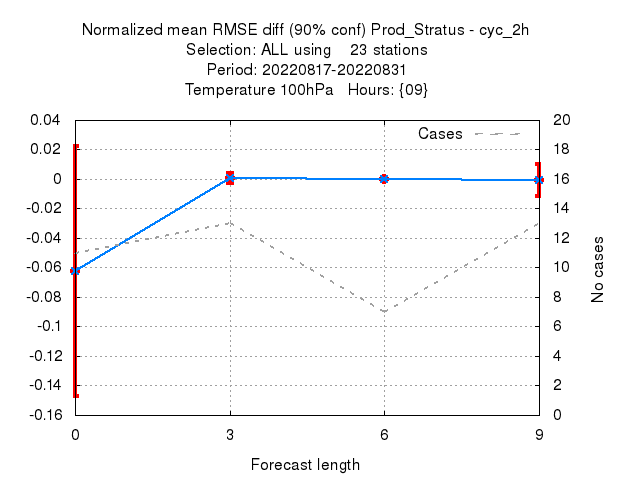 Normalized mean RMSE diff (90% conf) Prod_Stratus - cyc_2h
Selection: ALL using    23 stations
Period: 20220817-20220831
Temperature 100hPa   Hours: {09}
Cases
0.04
0.02
0
-0.02
-0.04
-0.06
-0.08
-0.1
-0.12
-0.14
-0.16
20
18
16
14
12
10
8
6
4
2
0
No cases
0 3 6 9
Forecast length